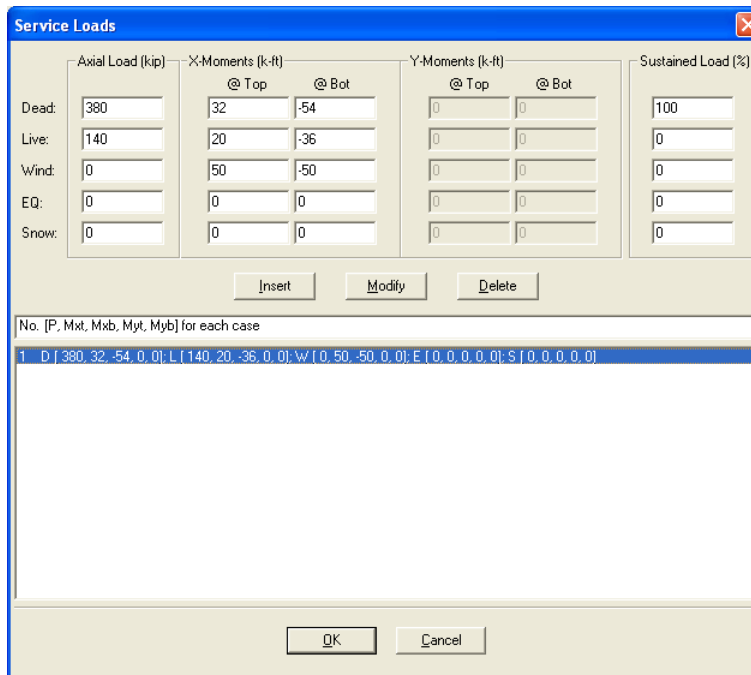 Service Loads
Axial Load (kip) X-Moments (k-ft) Y-Moments (k-ft) Sustained Load (%)
@ Top @ Bot @ Top @ Bot
Dead: 380 32 -54 0 0 100
Live: 140 20 -36 0 0 0
Wind: 0 50 -50 0 0 0
EQ: 0 0 0 0 0 0
Snow: 0 0 0 0 0 0
Insert Modify Delete
No. [P, Mxt, Mxb, Myt, Myb] for each case
1 D [ 380, 32, -54, 0, 0]; L [ 140, 20, -36, 0, 0]; W [ 0, 50, -50, 0, 0]; E [ 0, 0, 0, 0, 0]; S [ 0, 0, 0, 0, 0]
OK Cancel